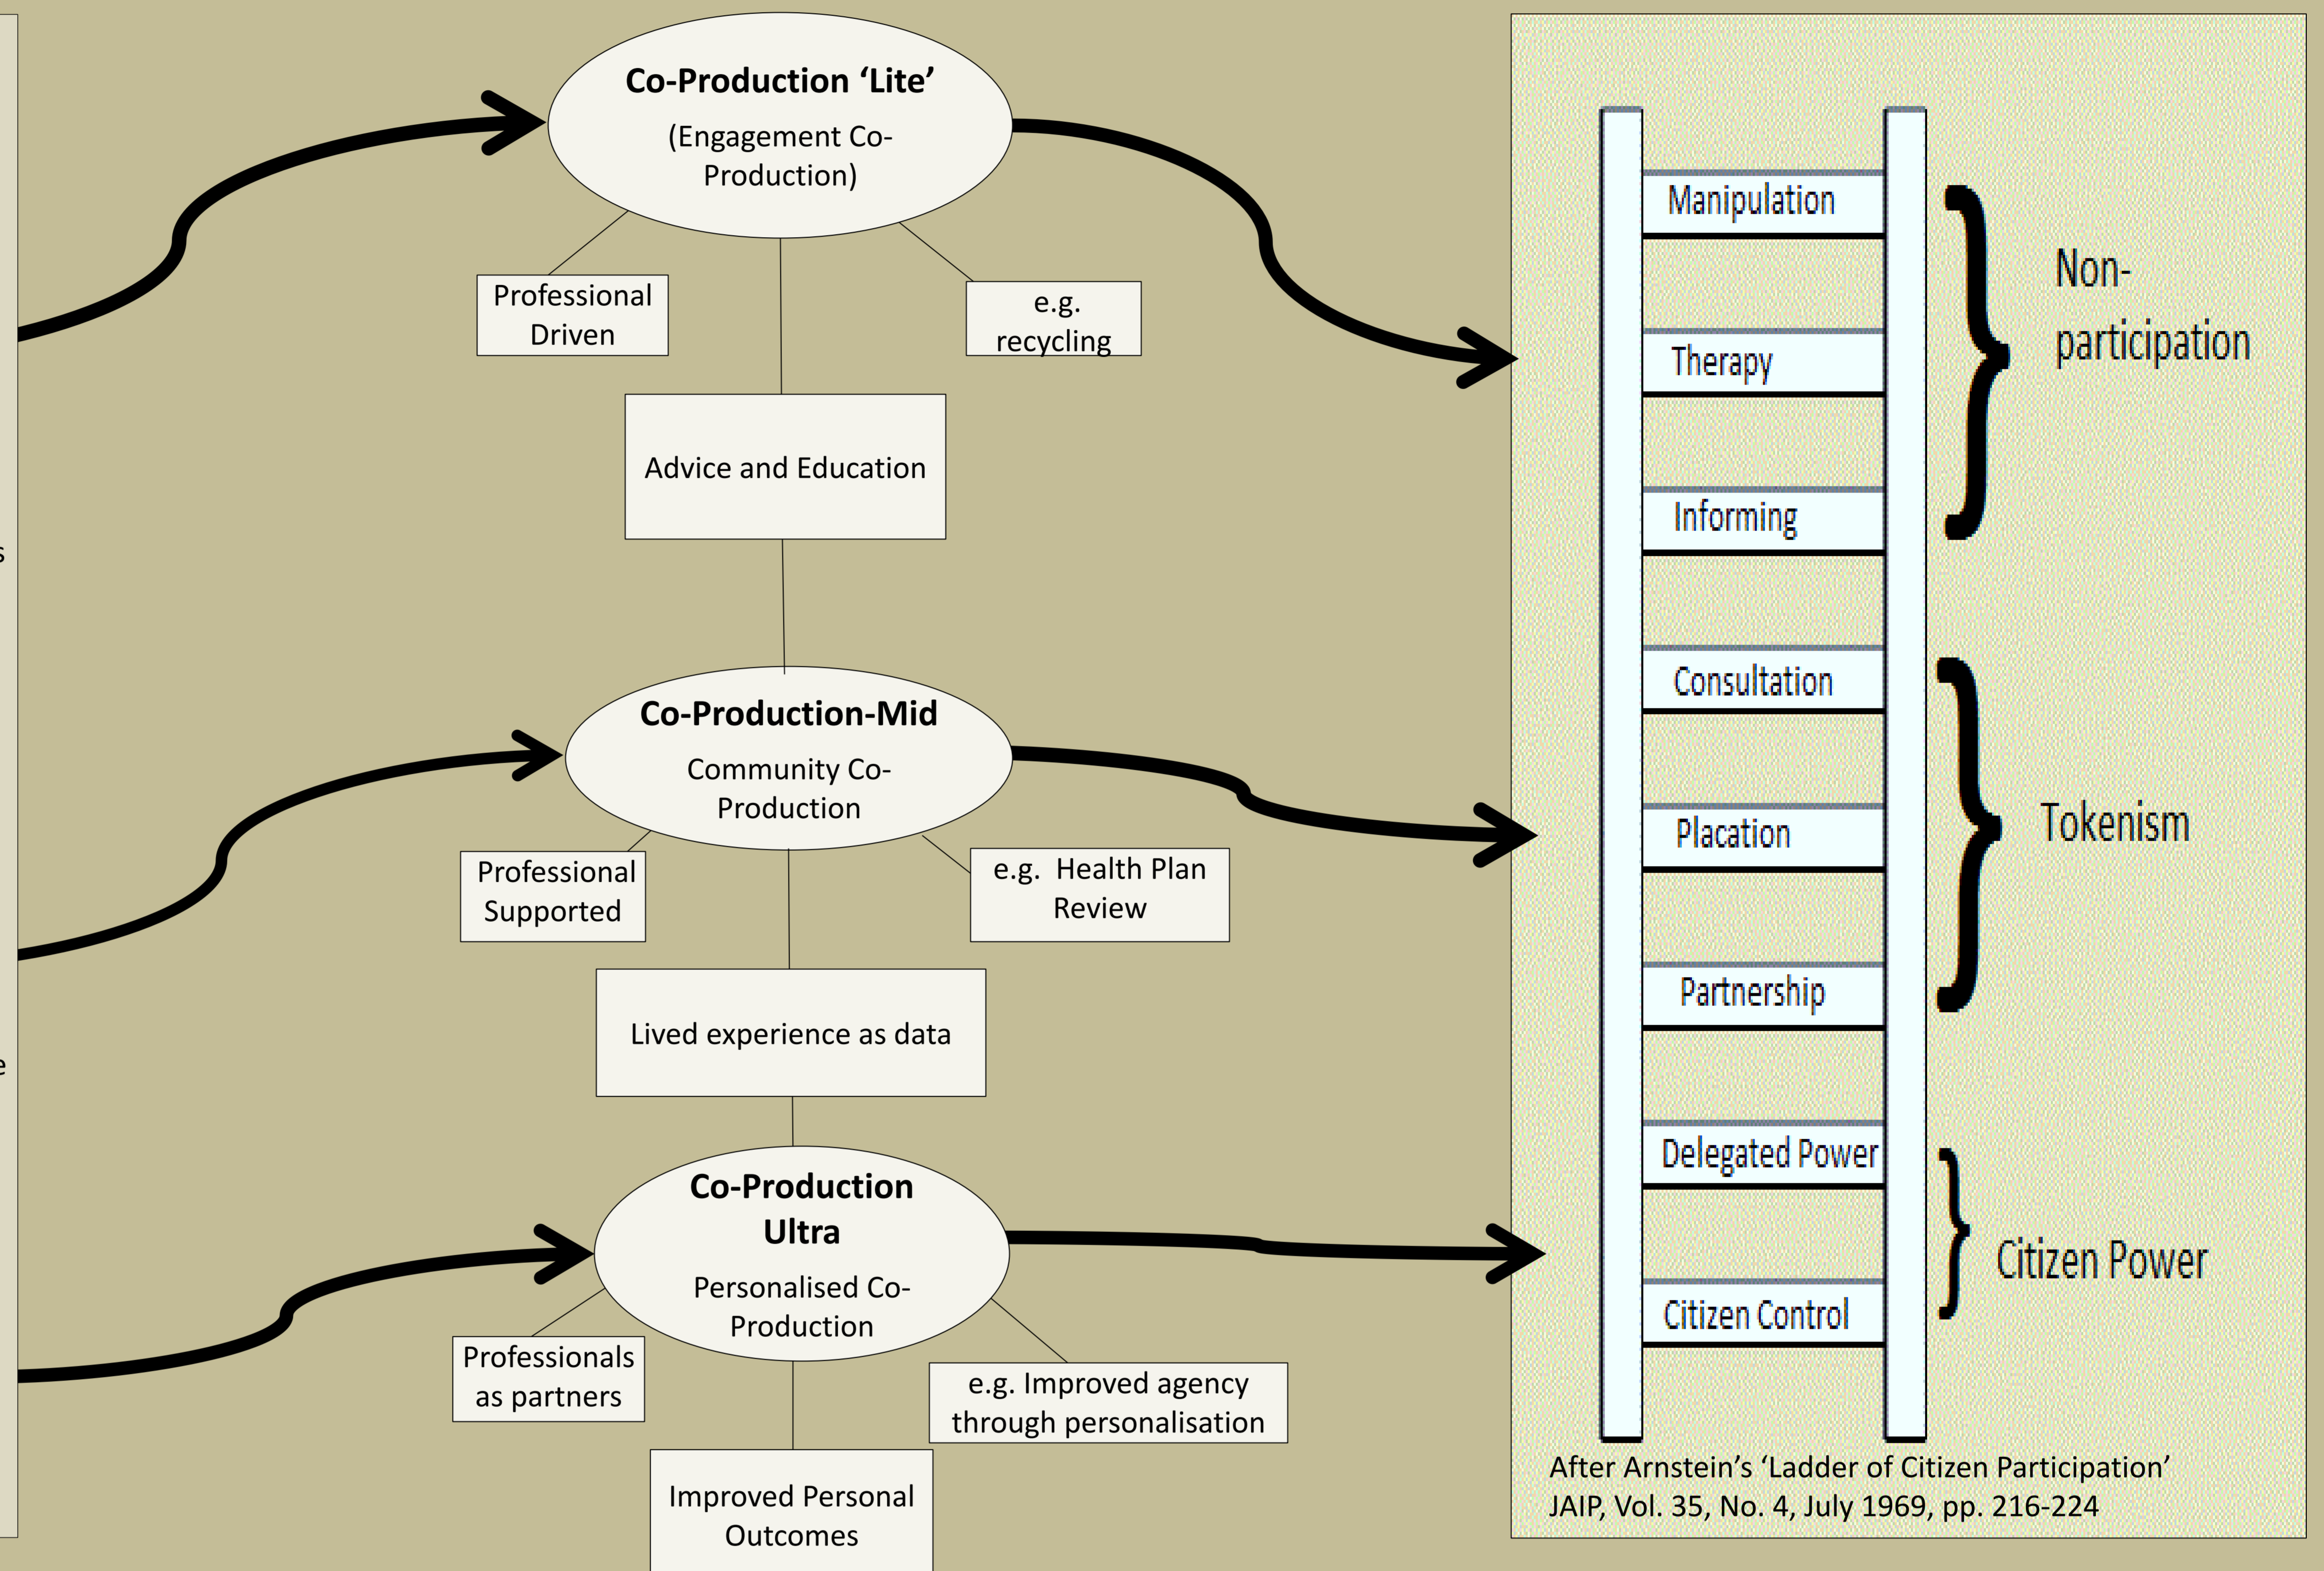 s
e
Co-Production ‘Lite’
(Engagement Co-
Production)
Professional
Driven
e.g.
recycling
Advice and Education
Co-Production-Mid
Community Co-
Production
Professional
Supported
e.g.  Health Plan
Review
Lived experience as data
Co-Production
Ultra
Personalised Co-
Production
Professionals
as partners
e.g. Improved agency
through personalisation
Improved Personal
Outcomes
Manipulation
Therapy
Informing
Non-
participation
Consultation
Placation
Partnership
Tokenism
Delegated Power
Citizen Control
Citizen Power
After Arnstein’s ‘Ladder of Citizen Participation’
JAIP, Vol. 35, No. 4, July 1969, pp. 216-224